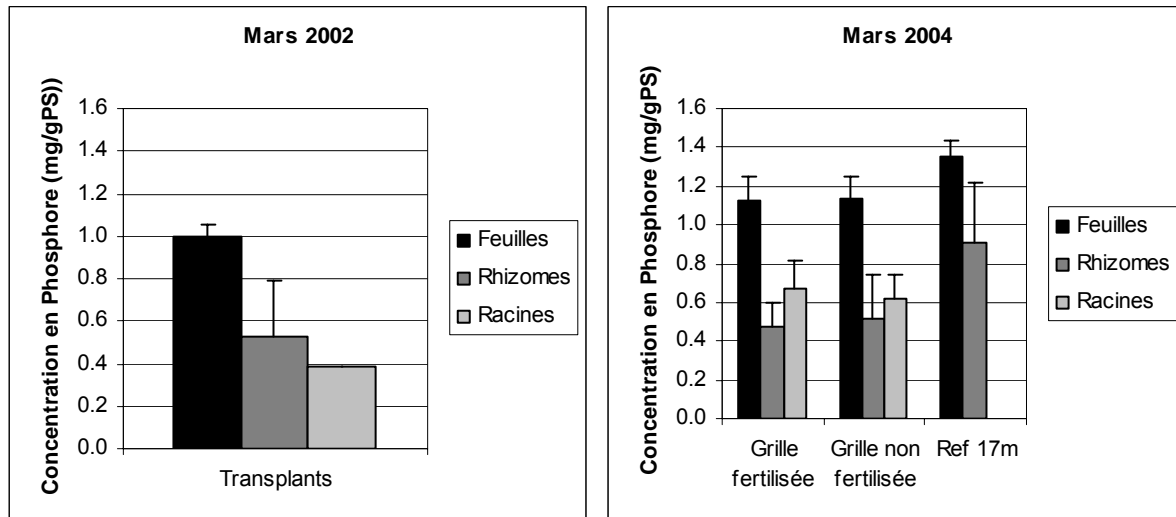 Mars 2002
Concentration en Phosphore (mg/gPS))
1.6
1.4
1.2
1.0
0.8
0.6
0.4
0.2
0.0
Transplants
Feuilles
Rhizomes
Racines
Mars 2004
Concentration en Phosphore (mg/gPS)
1.6
1.4
1.2
1.0
0.8
0.6
0.4
0.2
0.0
Grille fertilisée
Grille non fertilisée
Ref 17m
Feuilles
Rhizomes
Racines